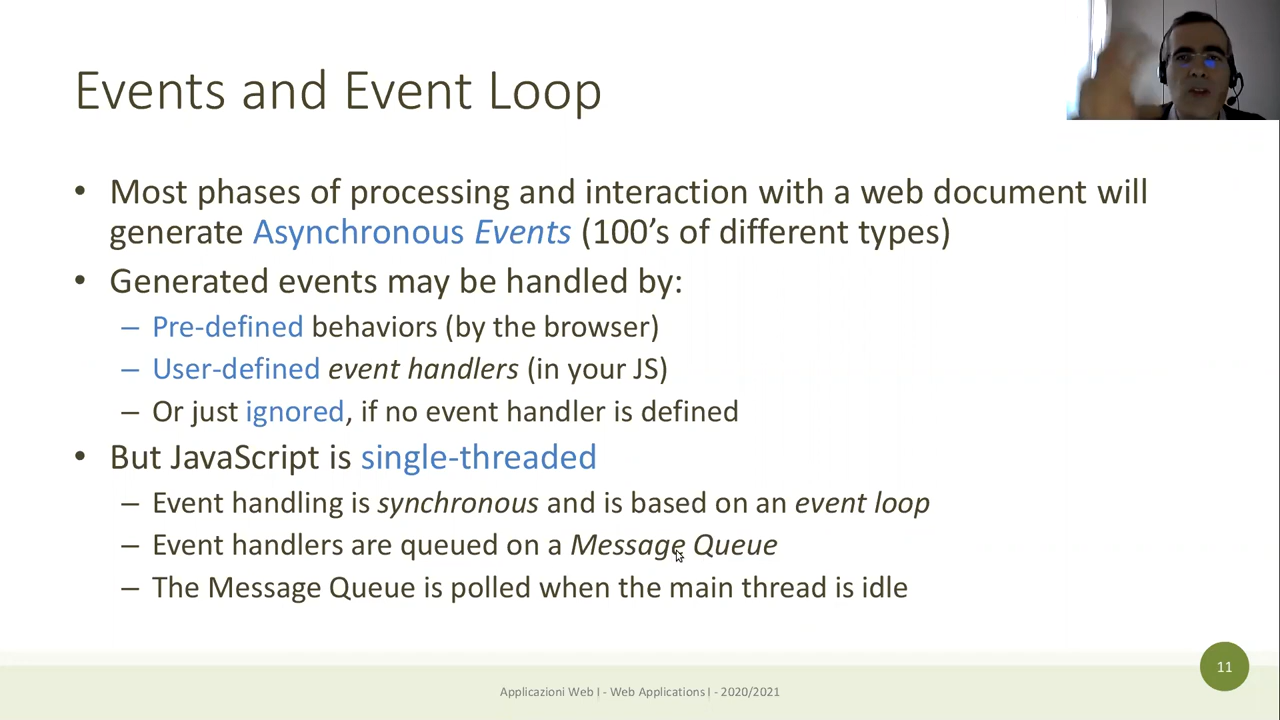 Events and Event Loop
• Most phases of processing and interaction with a web document will
generate Asynchronous Events (100’s of different types)
• Generated events may be handled by:
– Pre-defined behaviors (by the browser)
– User-defined event handlers (in your JS)
– Or just ignored, if no event handler is defined
• But JavaScript is single-threaded
– Event handling is synchronous and is based on an event loop
– Event handlers are queued on a Message Queue
– The Message Queue is polled when the main thread is idle
11
Applicazioni Web I - Web Applications I - 2020/2021